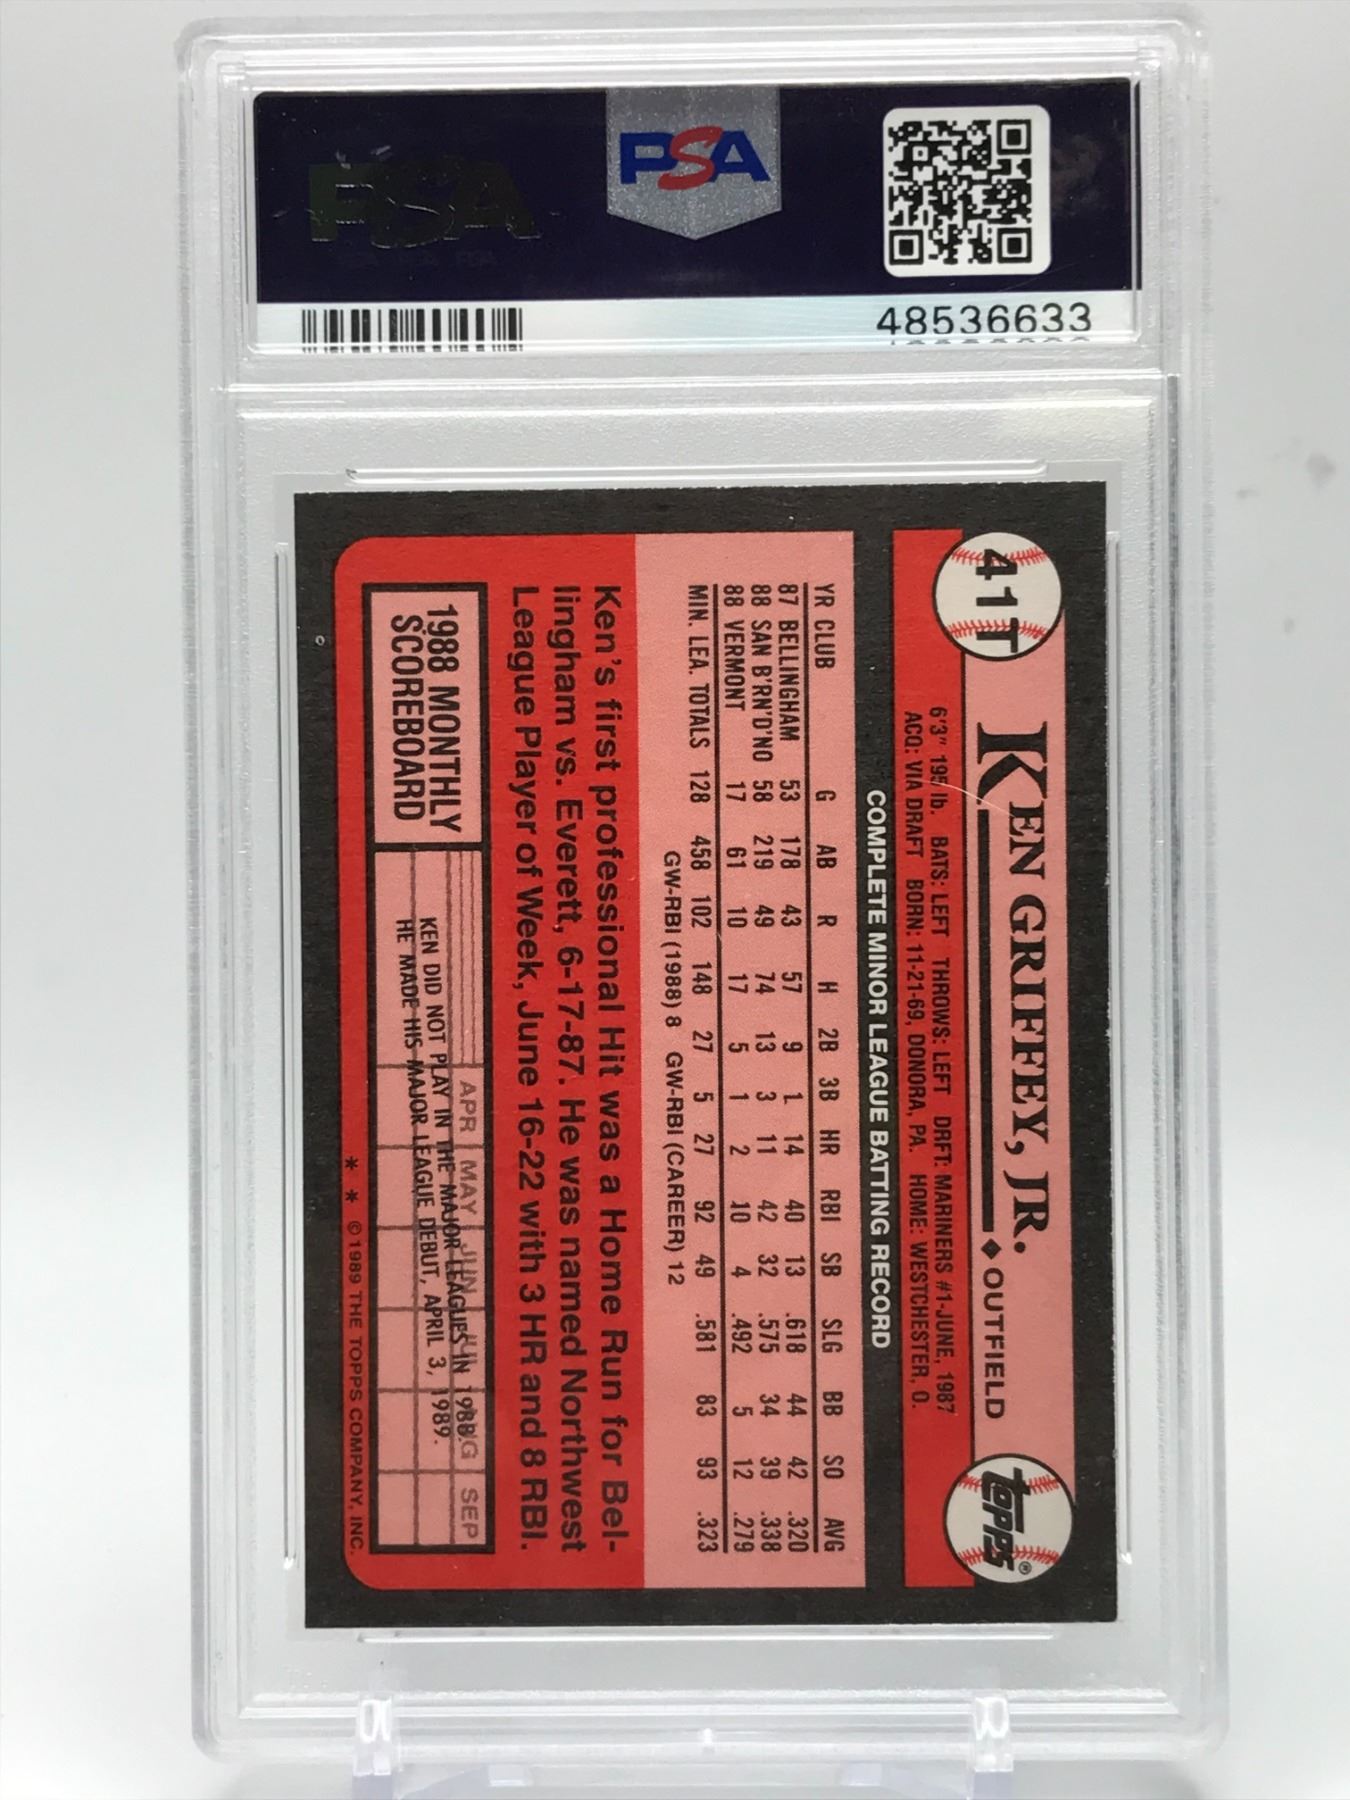 PSA
PSA
48536633
41T
KEN GRIFFEY, JR. ◆ OUTFIELD
topps®
6'3" 195 lb. BATS: LEFT THROWS: LEFT DRFT: MARINERS #1-JUNE, 1987
ACQ: VIA DRAFT BORN: 11-21-69, DONORA, PA. HOME: WESTCHESTER, O.
COMPLETE MINOR LEAGUE BATTING RECORD
YR CLUB G AB R H 2B 3B HR RBI SB SLG BB SO AVG
87 BELLINGHAM 53 178 43 57 9 1 14 40 13 .618 44 42 .320
88 SAN B'RN'D'NO 58 219 49 74 13 3 11 42 32 .575 34 39 .338
88 VERMONT 17 61 10 17 5 1 2 10 4 .492 5 12 .279
MIN. LEA. TOTALS 128 458 102 148 27 5 27 92 49 .581 83 93 .323
GW-RBI (1988) 8 GW-RBI (CAREER) 12
Ken's first professional Hit was a Home Run for Bel-
lingham vs. Everett, 6-17-87. He was named Northwest
League Player of Week, June 16-22 with 3 HR and 8 RBI.
1988 MONTHLY
SCOREBOARD
APR MAY JUN JUL AUG SEP
KEN DID NOT PLAY IN THE MAJOR LEAGUES IN 1988.
HE MADE HIS MAJOR LEAGUE DEBUT, APRIL 3, 1989.
* * © 1989 THE TOPPS COMPANY, INC.